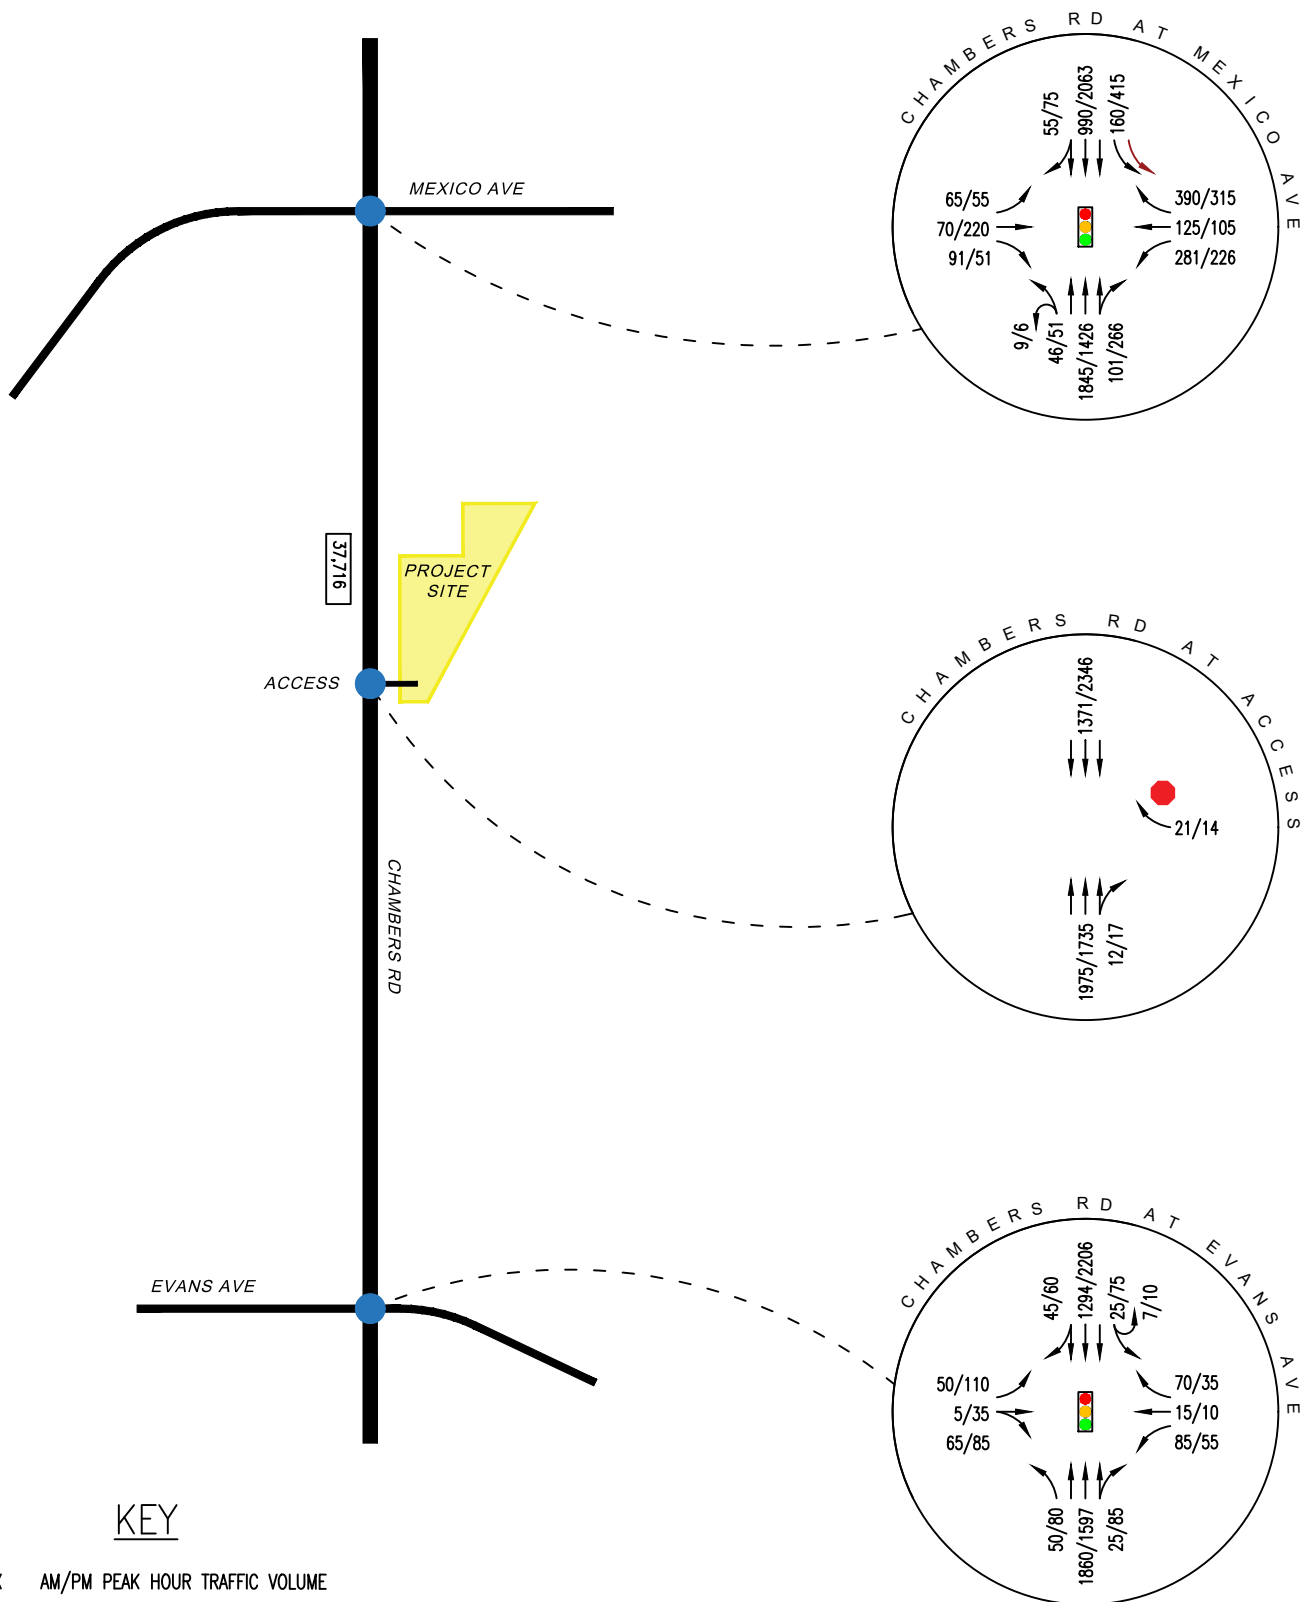 CHAMBERS RD AT MEXICO AVE
55/75
990/2063
160/415
65/55
70/220
91/51
390/315
125/105
281/226
9/6
46/51
1845/1426
101/266
MEXICO AVE
37,716
PROJECT
SITE
ACCESS
CHAMBERS RD
CHAMBERS RD AT ACCESS
1371/2346
21/14
1975/1735
12/17
EVANS AVE
CHAMBERS RD AT EVANS AVE
45/60
1294/2206
25/75
7/10
50/110
5/35
65/85
70/35
15/10
85/55
50/80
1860/1597
25/85
KEY
AM/PM PEAK HOUR TRAFFIC VOLUME